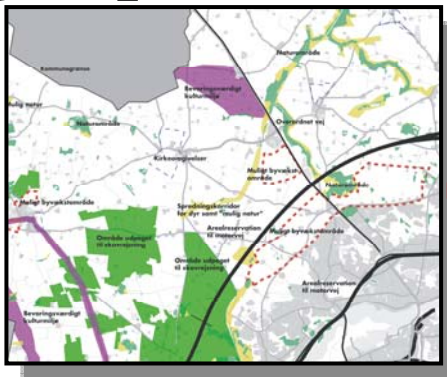 Naturområde
Kommunegrænse
Bevaringsværdigt
kulturmiljø
Mulig natur
Naturområde
Overordnet vej
Kirkeomgivelser
Muligt byvækst
område
Naturområde
Muligt byvækstområde
Spredningskorridor
for dyr samt "mulig natur"
Arealreservation
til motorvej
Muligt byvækstområde
Område udpeget
til skovrejsning
Område udpeget
til skovrejsning
Arealreservation
til motorvej
Bevaringsværdigt
kulturmiljø